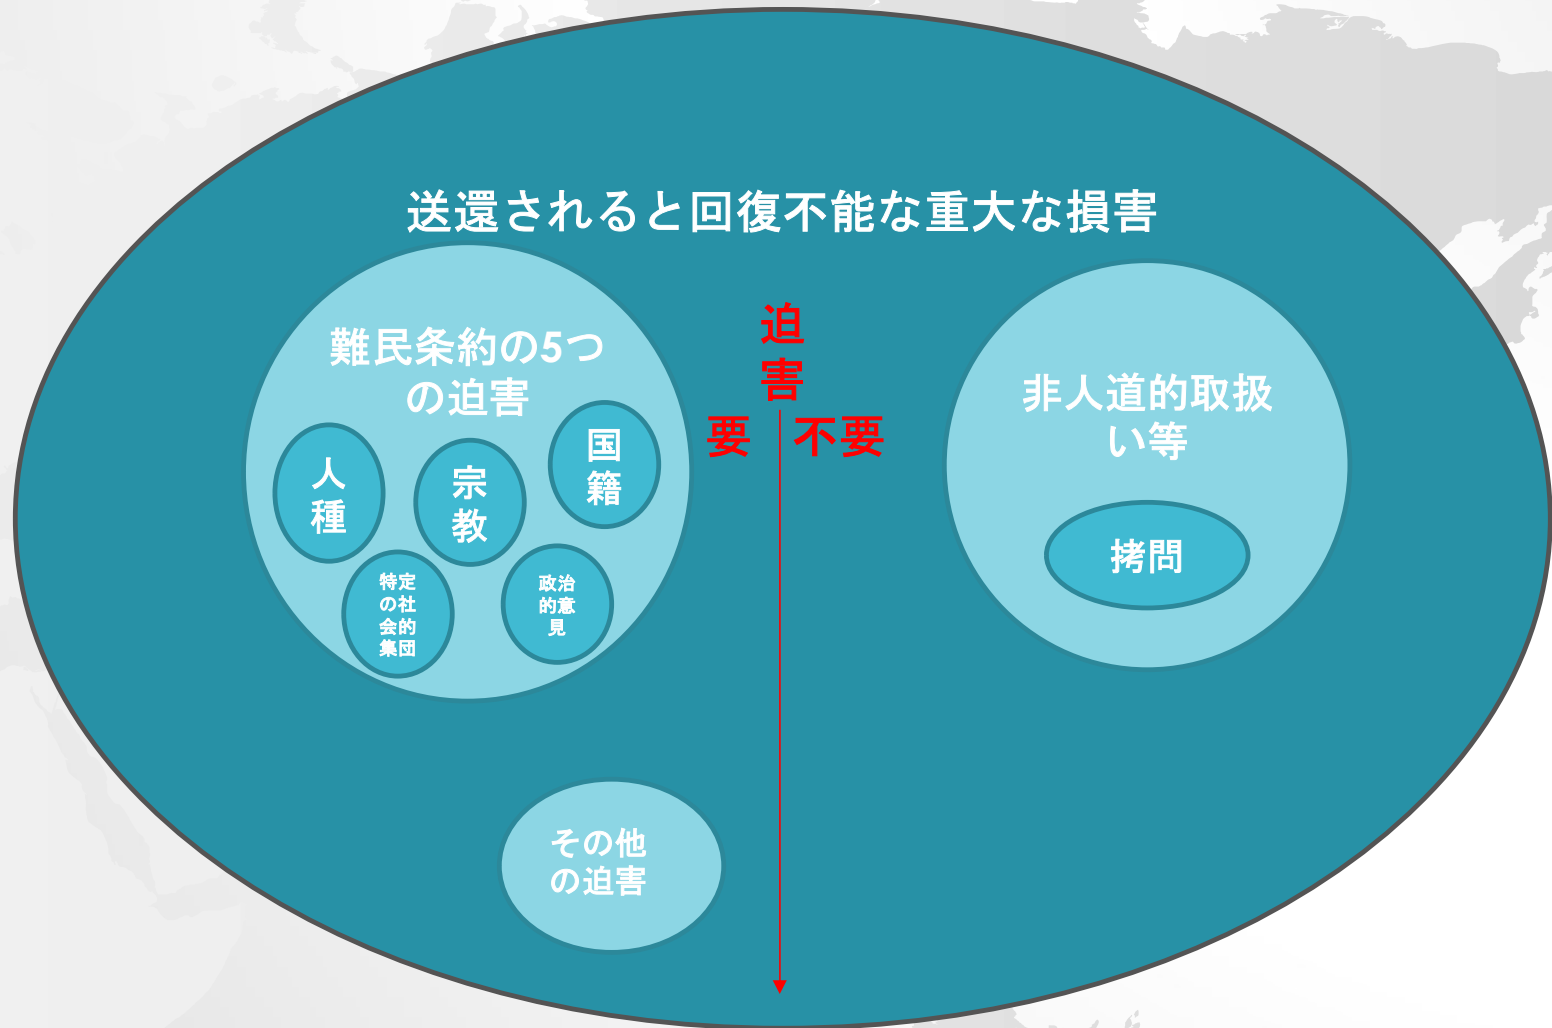 送還されると回復不能な重大な損害
難民条約の5つ
の迫害
人
種
宗
教
国
籍
特定
の社
会的
集団
政治
的意
見
迫
害
要 不要
非人道的取扱
い等
拷問
その他
の迫害